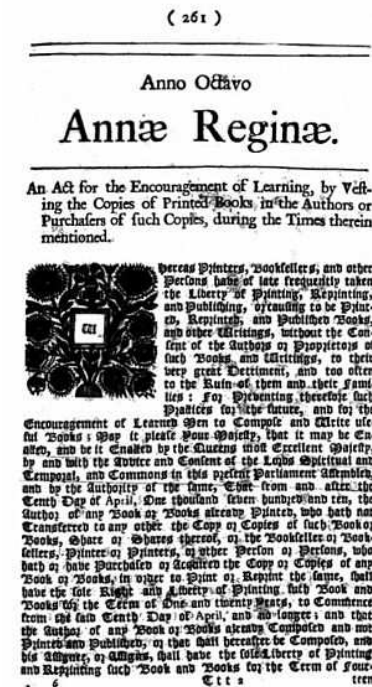 ( 261 )
Anno Octavo
Annæ Reginæ.
An Act for the Encouragement of Learning, by Vest-
ing the Copies of Printed Books in the Authors or
Purchasers of such Copies, during the Times therein
mentioned.
Whereas Printers, Booksellers, and other
Persons have of late frequently taken
the Liberty of Printing, Reprinting,
and Publishing, or causing to be Print-
ed, Reprinted, and Published Books,
and other Writings, without the Con-
sent of the Authors or Proprietors of
such Books and Writings, to their
very great Detriment, and too often
to the Ruin of them and their Fami-
lies : For Preventing therefore such
Practices for the future, and for the
Encouragement of Learned Men to Compose and Write use-
ful Books ; May it please Your Majesty, that it may be En-
acted, and be it Enacted by the Queens most Excellent Majesty,
by and with the Advice and Consent of the Lords Spiritual and
Temporal, and Commons in this present Parliament Assembled,
and by the Authority of the same, That from and after the
Tenth Day of April, One thousand seven hundred and ten, the
Author of any Book or Books already Printed, who hath not
Transferred to any other the Copy or Copies of such Book or
Books, Share or Shares thereof, or the Bookseller or Book-
sellers, Printer or Printers, or other Person or Persons, who
hath or have Purchased or Acquired the Copy or Copies of any
Book or Books, in order to Print or Reprint the same, shall
have the sole Right and Liberty of Printing such Book and
Books for the Term of One and twenty Years, to Commence
from the said Tenth Day of April, and no longer ; and that
the Author of any Book or Books already Composed and not
Printed and Published, or that shall hereafter be Composed, and
his Assignee, or Assigns, shall have the sole Liberty of Printing
and Reprinting such Book and Books for the Term of Four-
6 Ttt 2 teen